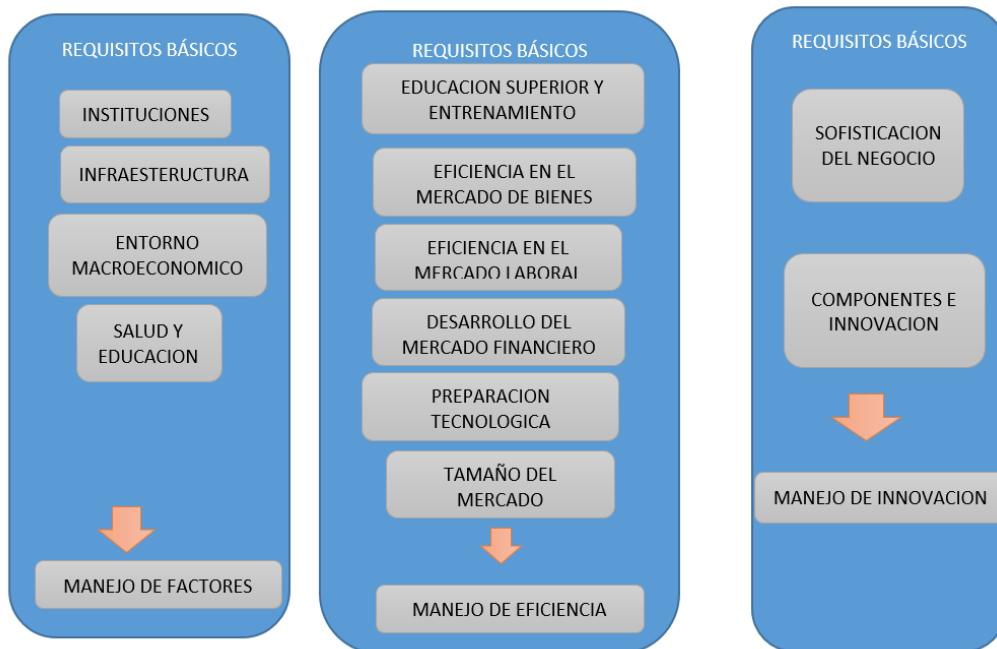 REQUISITOS BÁSICOS
INSTITUCIONES
INFRAESTERUCTURA
ENTORNO
MACROECONOMICO
SALUD Y
EDUCACION
MANEJO DE FACTORES
REQUISITOS BÁSICOS
EDUCACION SUPERIOR Y
ENTRENAMIENTO
EFICIENCIA EN EL
MERCADO DE BIENES
EFICIENCIA EN EL
MERCADO LABORAL
DESARROLLO DEL
MERCADO FINANCIERO
PREPARACION
TECNOLOGICA
TAMAÑO DEL
MERCADO
MANEJO DE EFICIENCIA
REQUISITOS BÁSICOS
SOFISTICACION
DEL NEGOCIO
COMPONENTES E
INNOVACION
MANEJO DE INNOVACION